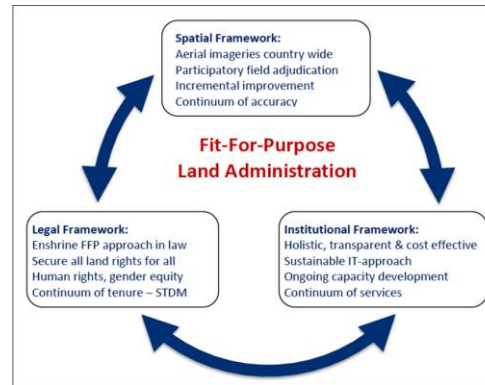 Spatial Framework:
Aerial imageries country wide
Participatory field adjudication
Incremental improvement
Continuum of accuracy
Fit-For-Purpose
Land Administration
Legal Framework:
Enshrine FFP approach in law
Secure all land rights for all
Human rights, gender equity
Continuum of tenure – STDM
Institutional Framework:
Holistic, transparent & cost effective
Sustainable IT-approach
Ongoing capacity development
Continuum of services